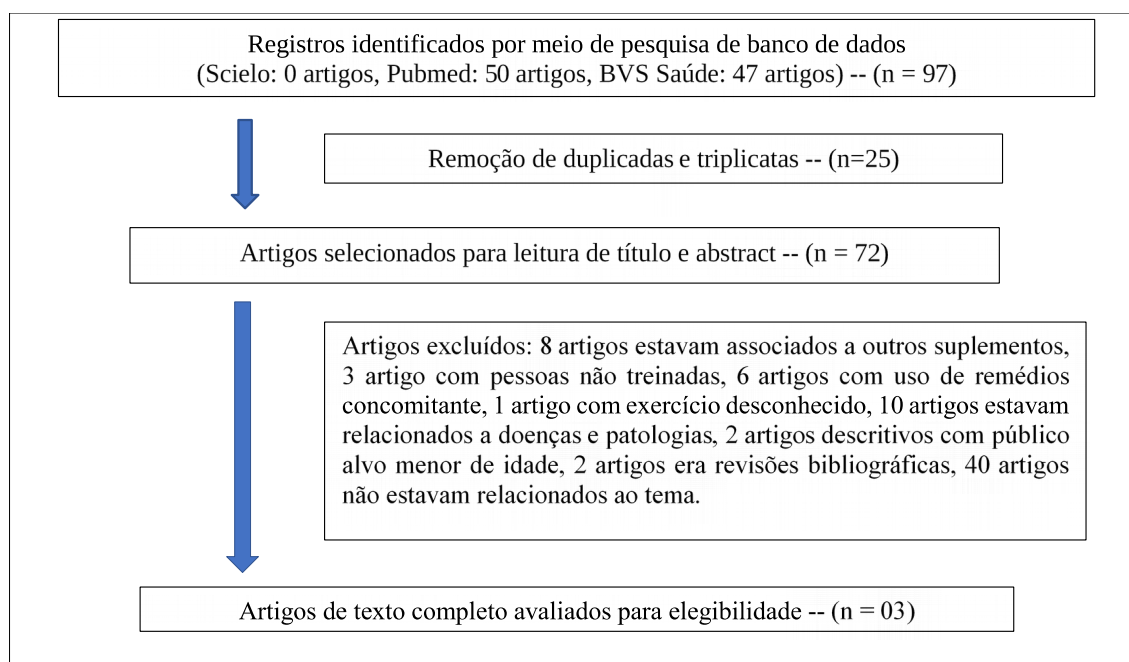 Registros identificados por meio de pesquisa de banco de dados
(Scielo: 0 artigos, Pubmed: 50 artigos, BVS Saúde: 47 artigos) -- (n = 97)
Remoção de duplicadas e triplicatas -- (n=25)
Artigos selecionados para leitura de título e abstract -- (n = 72)
Artigos excluídos: 8 artigos estavam associados a outros suplementos,
3 artigo com pessoas não treinadas, 6 artigos com uso de remédios
concomitante, 1 artigo com exercício desconhecido, 10 artigos estavam
relacionados a doenças e patologias, 2 artigos descritivos com público
alvo menor de idade, 2 artigos era revisões bibliográficas, 40 artigos
não estavam relacionados ao tema.
Artigos de texto completo avaliados para elegibilidade -- (n = 03)